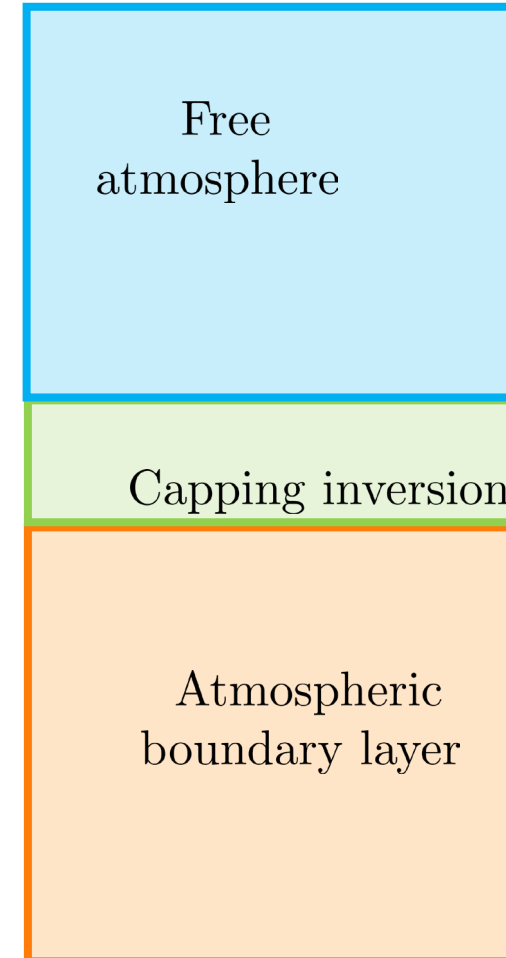 Free
atmosphere
Capping inversion
Atmospheric
boundary layer